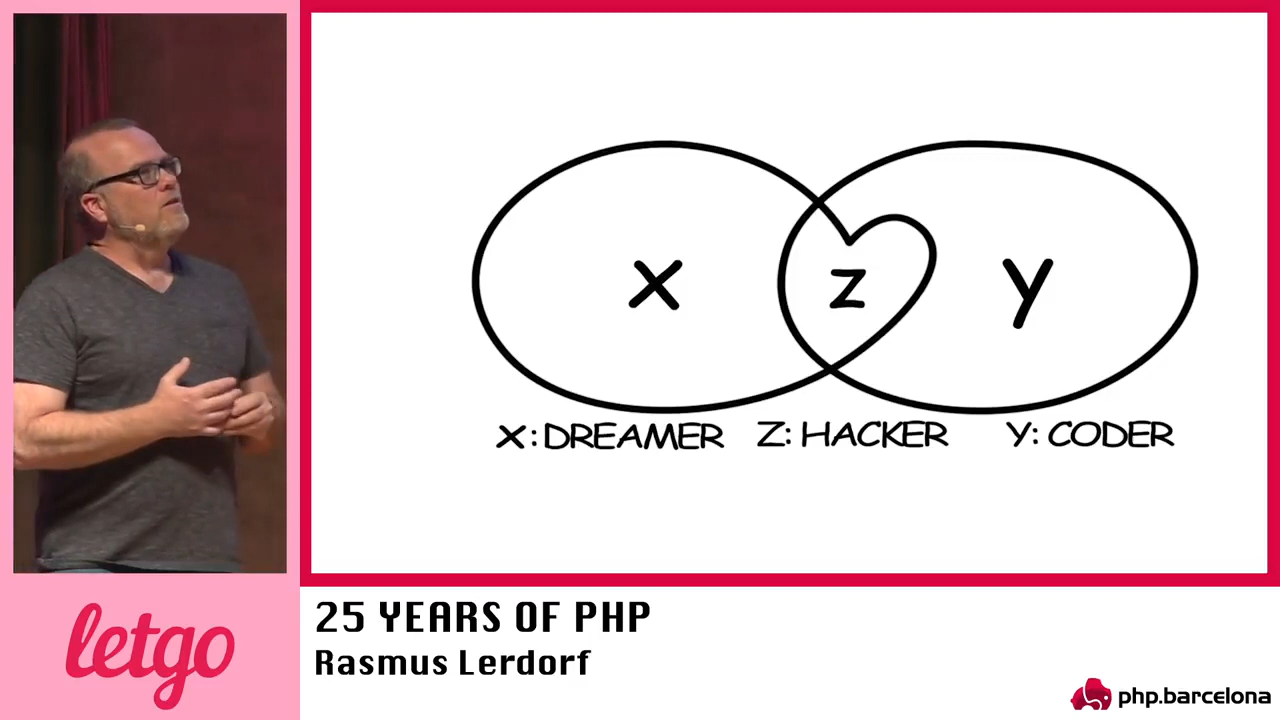 X
Z
y
X: DREAMER Z: HACKER Y: CODER
25 YEARS OF PHP
Rasmus Lerdorf
letgo
php.barcelona